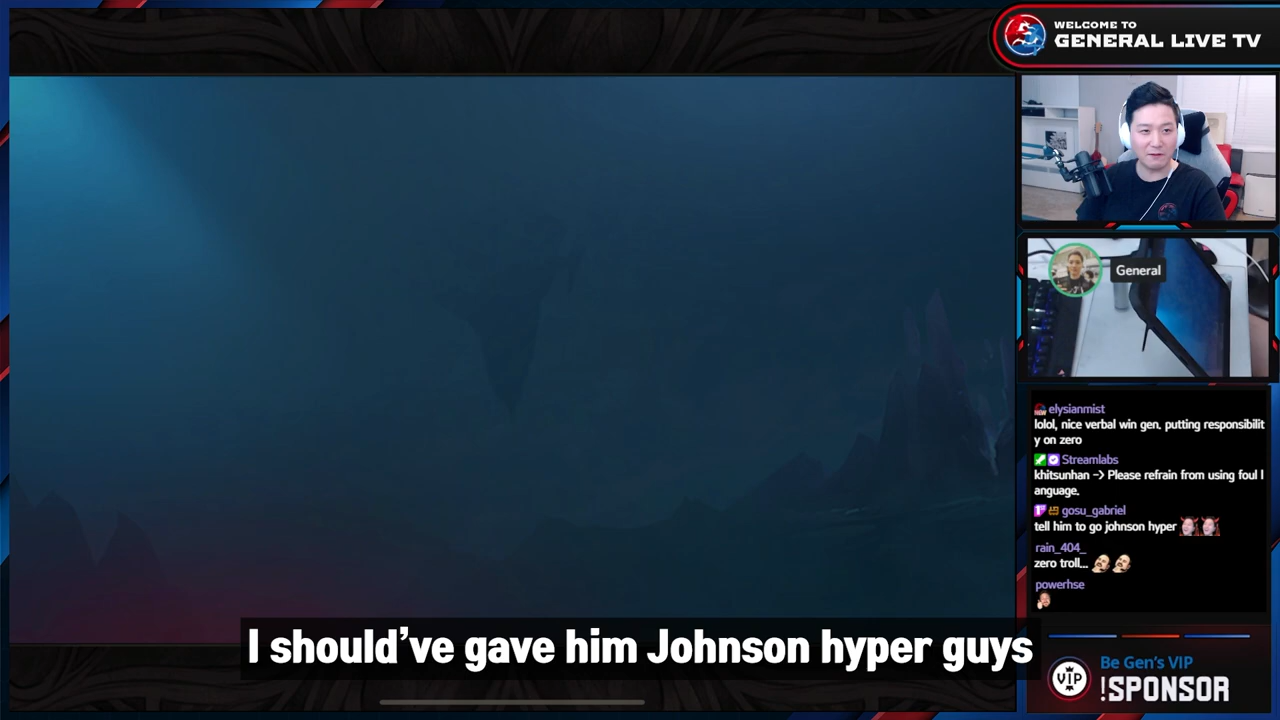 WELCOME TO
GENERAL LIVE TV
General
elysianmist
lolol, nice verbal win gen. putting responsibilit
y on zero
Streamlabs
khitsunhan -> Please refrain from using foul l
anguage.
gosu_gabriel
tell him to go johnson hyper
rain_404_
zero troll...
powerhse
I should've gave him Johnson hyper guys
Be Gen's VIP
VIP
!SPONSOR